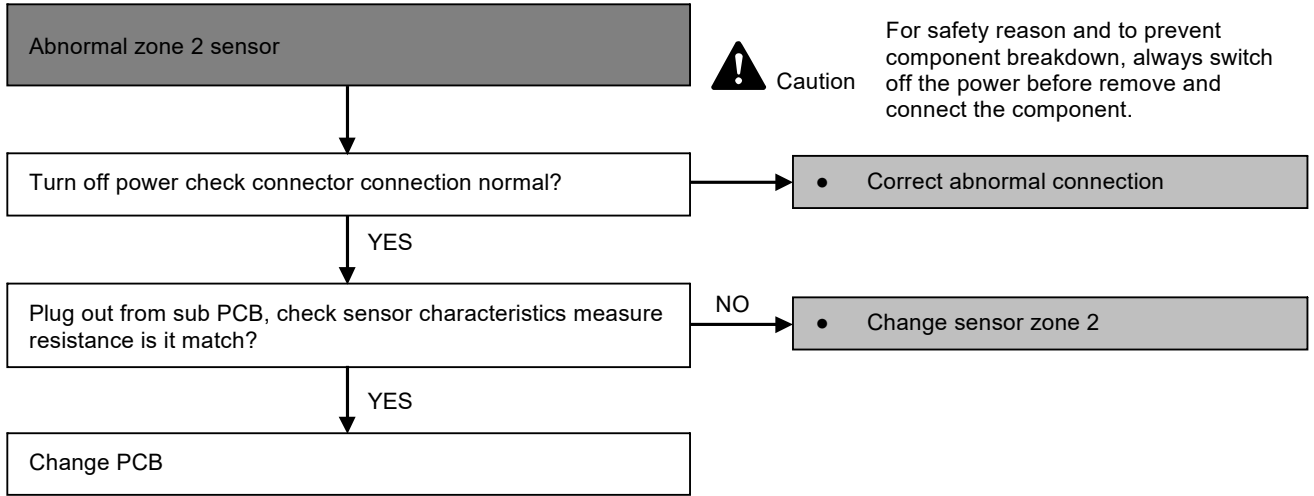 Abnormal zone 2 sensor
Caution
For safety reason and to prevent
component breakdown, always switch
off the power before remove and
connect the component.
Turn off power check connector connection normal?
● Correct abnormal connection
YES
Plug out from sub PCB, check sensor characteristics measure
resistance is it match?
NO
● Change sensor zone 2
YES
Change PCB